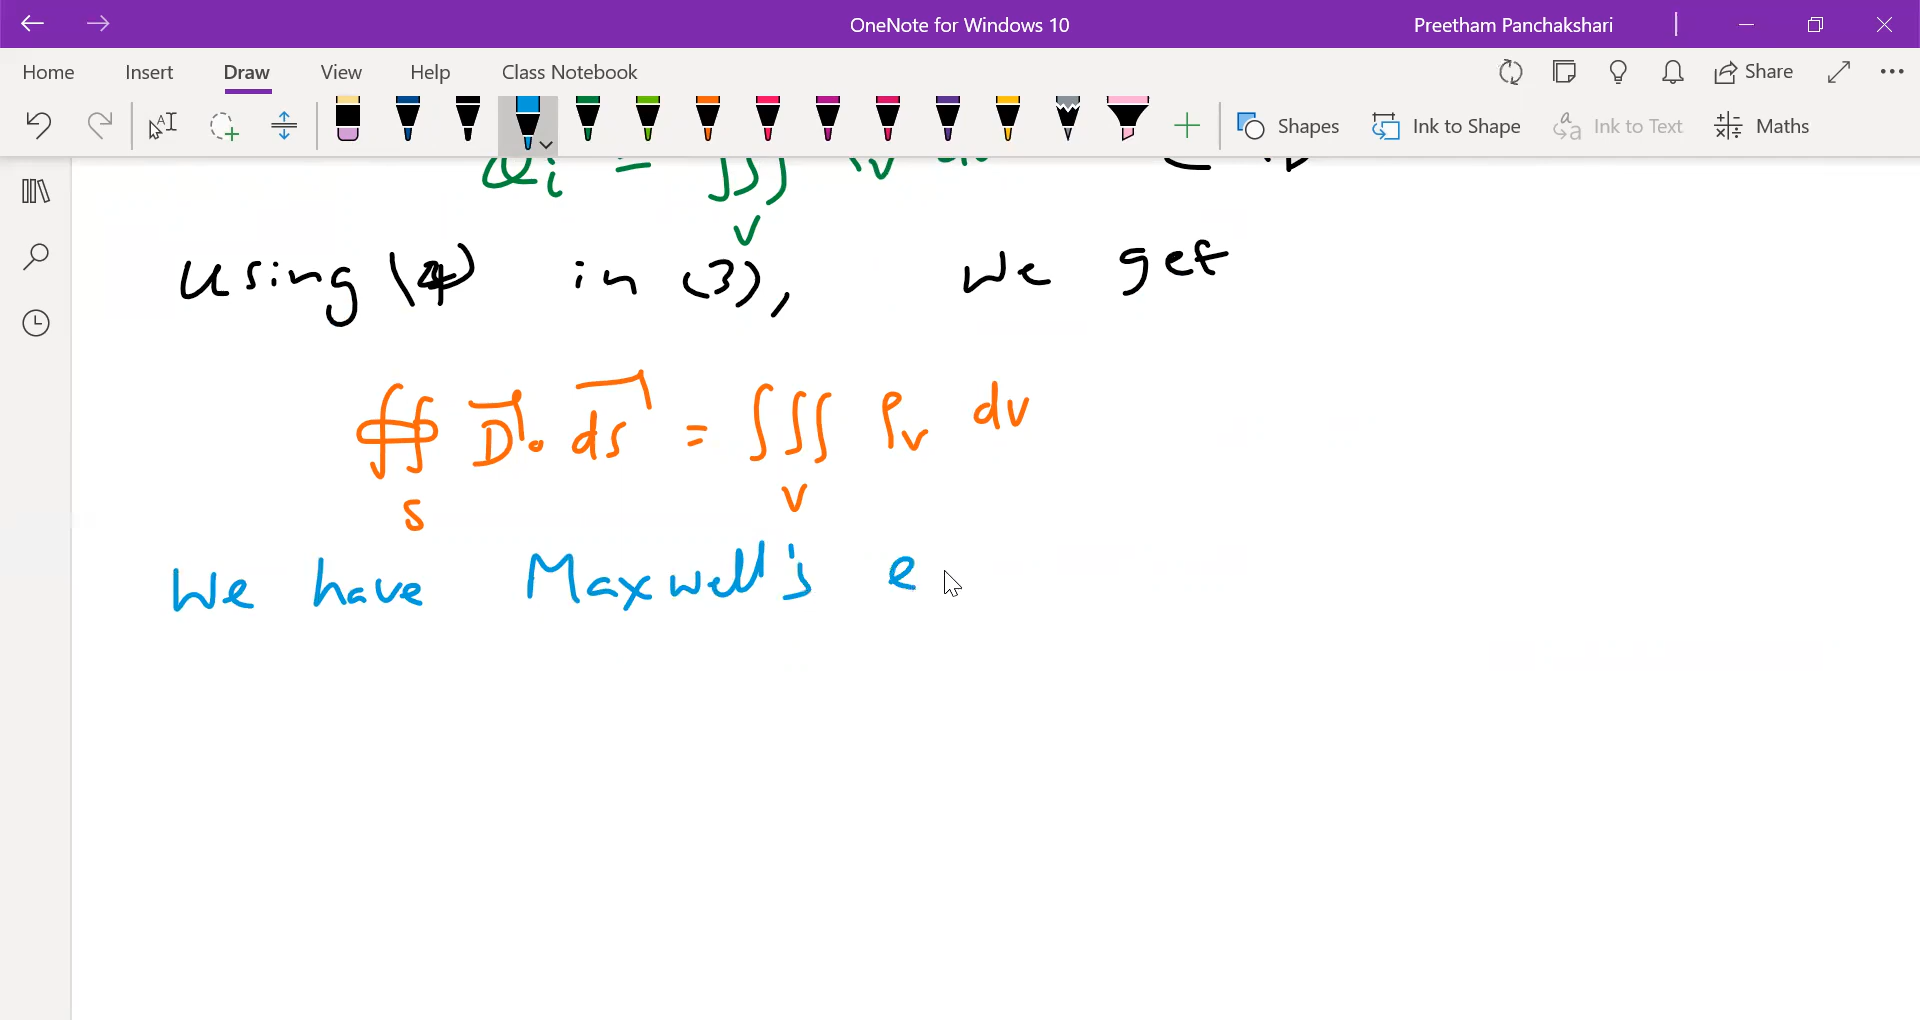 OneNote for Windows 10
Preetham Panchakshari
Home Insert Draw View Help Class Notebook Share
Shapes Ink to Shape Ink to Text Maths
using (4) in (3), we get
∯ D⃗ . ds⃗ = ∭ ρv dv
s v
We have Maxwell's e